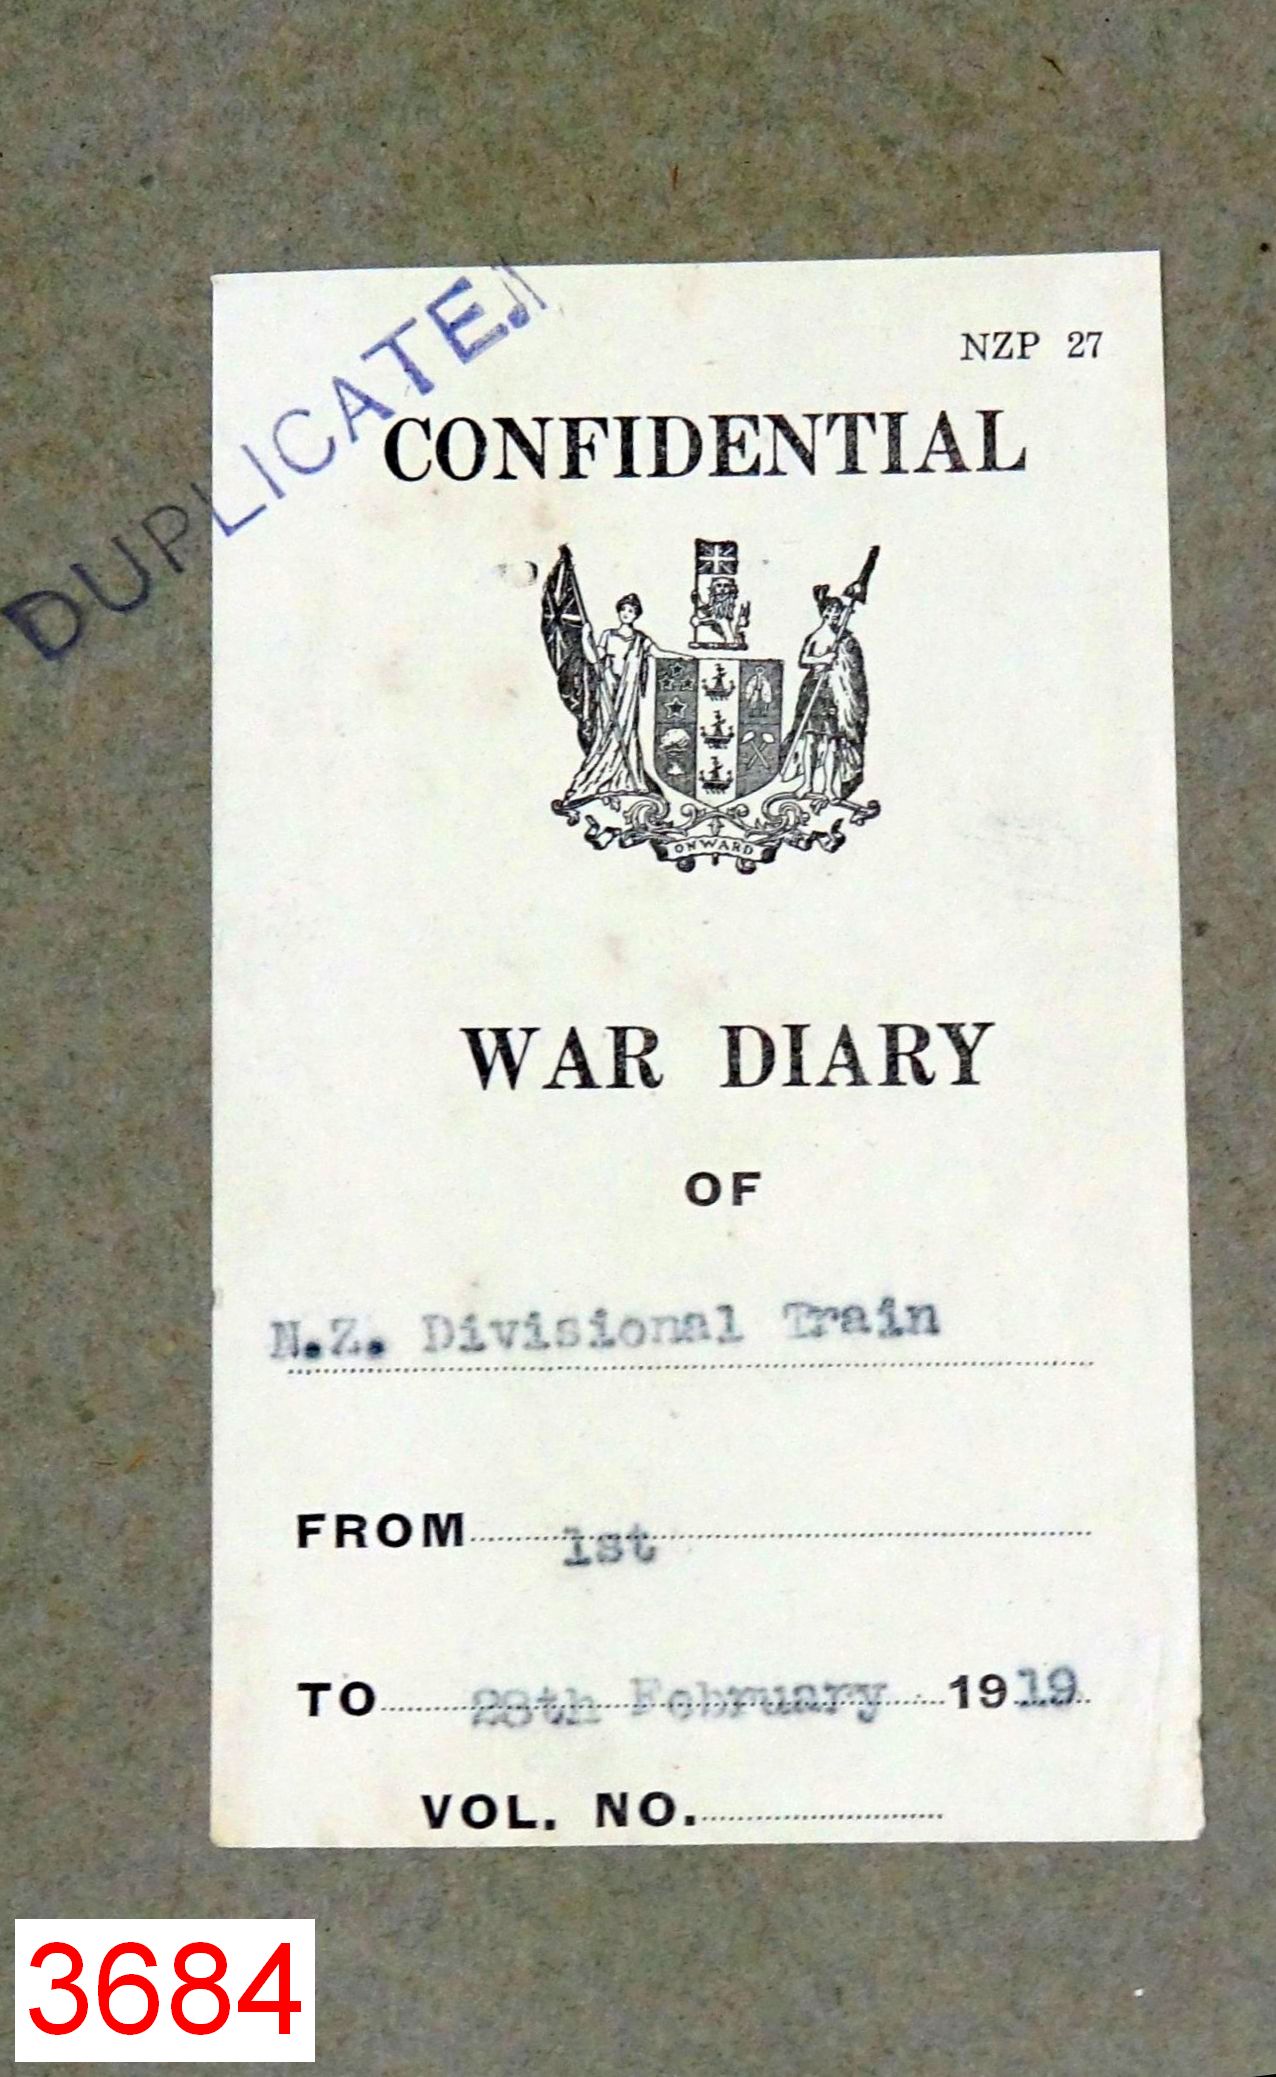 DUPLICATE.
NZP 27
CONFIDENTIAL
ONWARD
WAR DIARY
OF
N.Z. Divisional Train
FROM 1st
TO 28th February 1919
VOL. NO.
3684